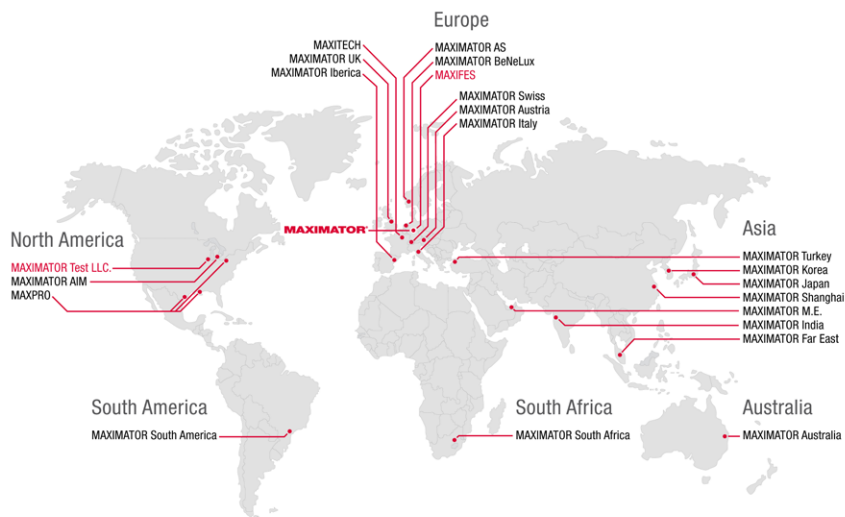 Europe
MAXITECH
MAXIMATOR UK
MAXIMATOR Iberica
MAXIMATOR AS
MAXIMATOR BeNeLux
MAXIFES
MAXIMATOR Swiss
MAXIMATOR Austria
MAXIMATOR Italy
MAXIMATOR®
North America
MAXIMATOR Test LLC.
MAXIMATOR AIM
MAXPRO
Asia
MAXIMATOR Turkey
MAXIMATOR Korea
MAXIMATOR Japan
MAXIMATOR Shanghai
MAXIMATOR M.E.
MAXIMATOR India
MAXIMATOR Far East
South America
MAXIMATOR South America
South Africa
MAXIMATOR South Africa
Australia
MAXIMATOR Australia